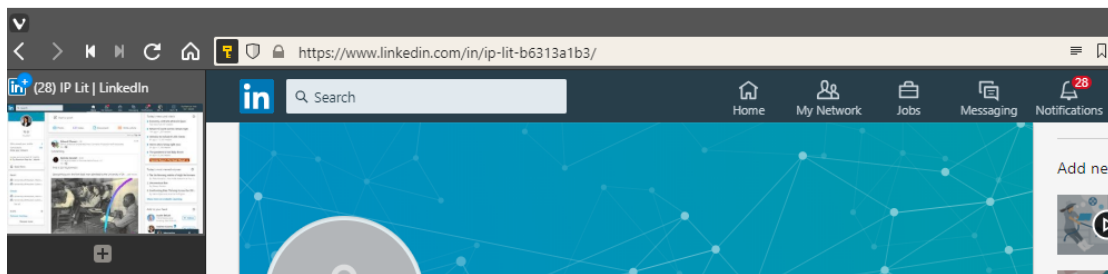 https://www.linkedin.com/in/ip-lit-b6313a1b3/
(28) IP Lit | LinkedIn
in
Search
Home
My Network
Jobs
Messaging
28
Notifications
Add ne